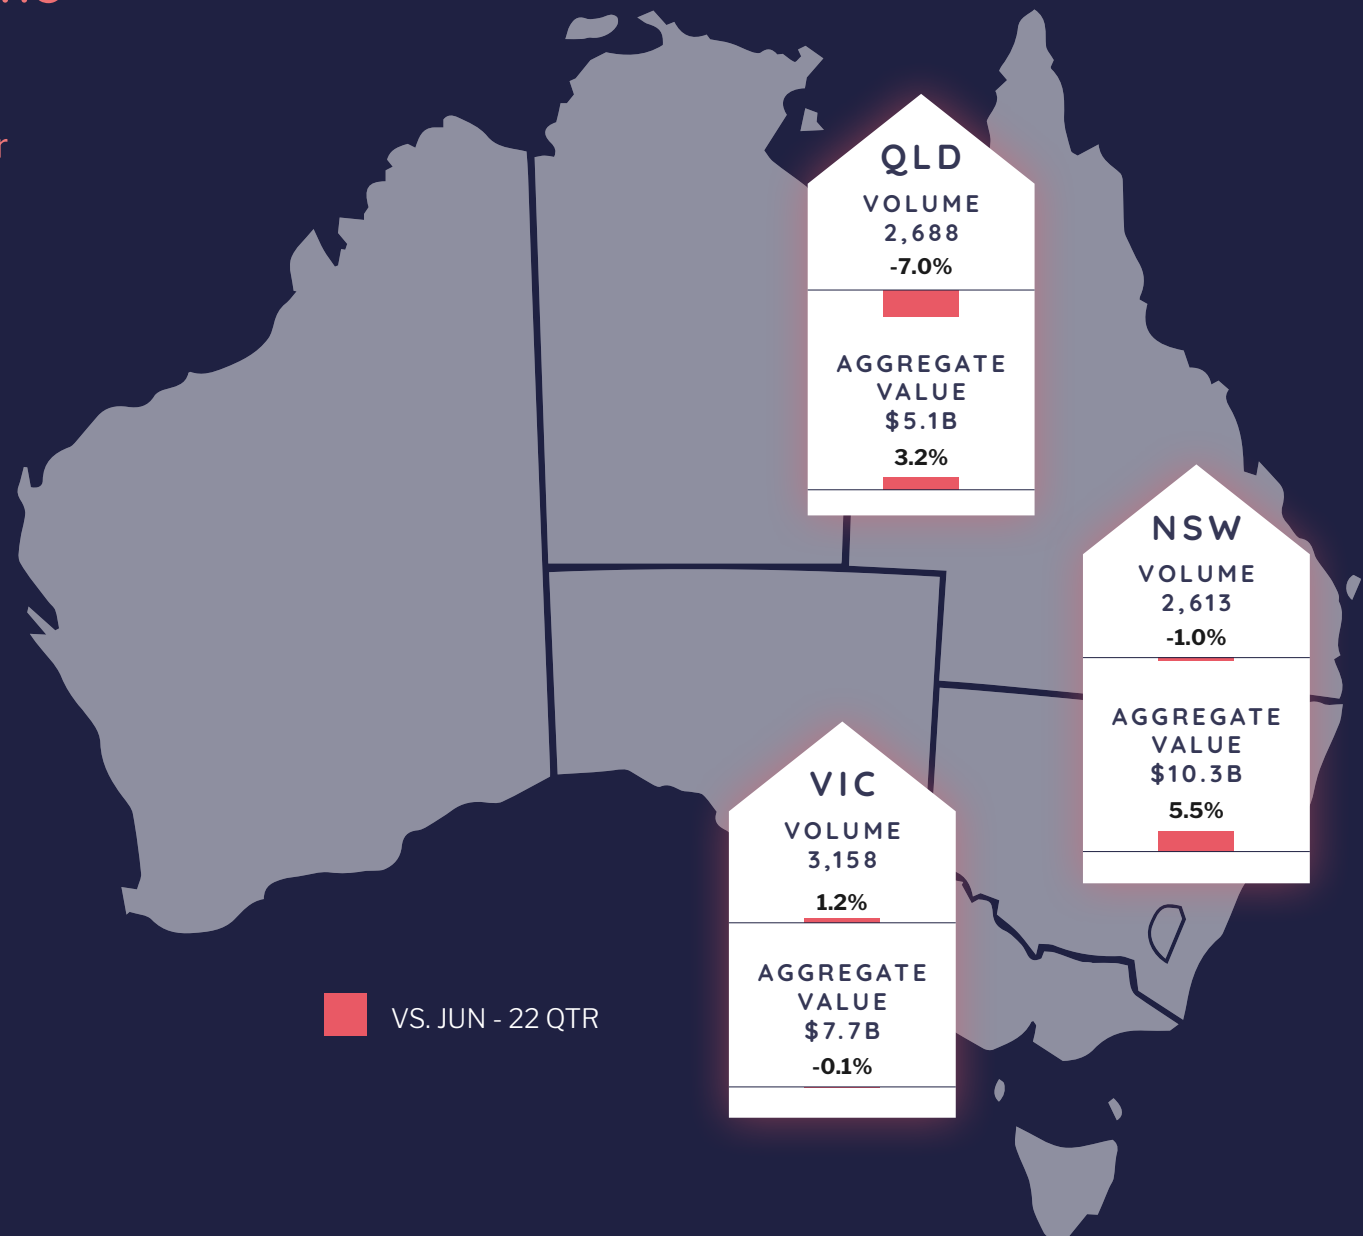 QLD
VOLUME
2,688
-7.0%
AGGREGATE
VALUE
$5.1B
3.2%
NSW
VOLUME
2,613
-1.0%
AGGREGATE
VALUE
$10.3B
5.5%
VIC
VOLUME
3,158
1.2%
AGGREGATE
VALUE
$7.7B
-0.1%
VS. JUN - 22 QTR